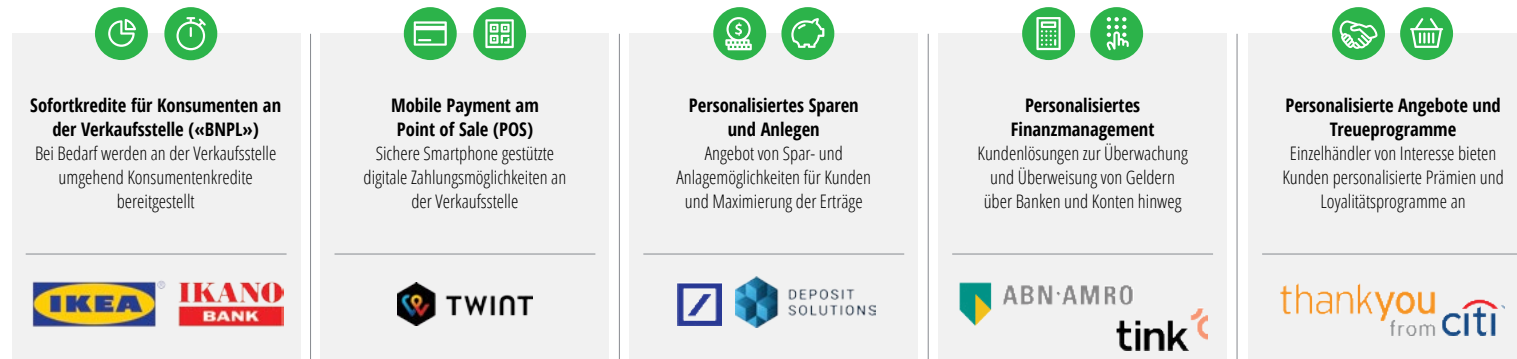 Sofortkredite für Konsumenten an
der Verkaufsstelle («BNPL»)
Bei Bedarf werden an der Verkaufsstelle
umgehend Konsumentenkredite
bereitgestellt
IKEA ®
IKANO
BANK
Mobile Payment am
Point of Sale (POS)
Sichere Smartphone gestützte
digitale Zahlungsmöglichkeiten an
der Verkaufsstelle
TWINT
Personalisiertes Sparen
und Anlegen
Angebot von Spar- und
Anlagemöglichkeiten für Kunden
und Maximierung der Erträge
DEPOSIT
SOLUTIONS
Personalisiertes
Finanzmanagement
Kundenlösungen zur Überwachung
und Überweisung von Geldern
über Banken und Konten hinweg
ABN·AMRO
tink
Personalisierte Angebote und
Treueprogramme
Einzelhändler von Interesse bieten
Kunden personalisierte Prämien und
Loyalitätsprogramme an
thankyou
from citi